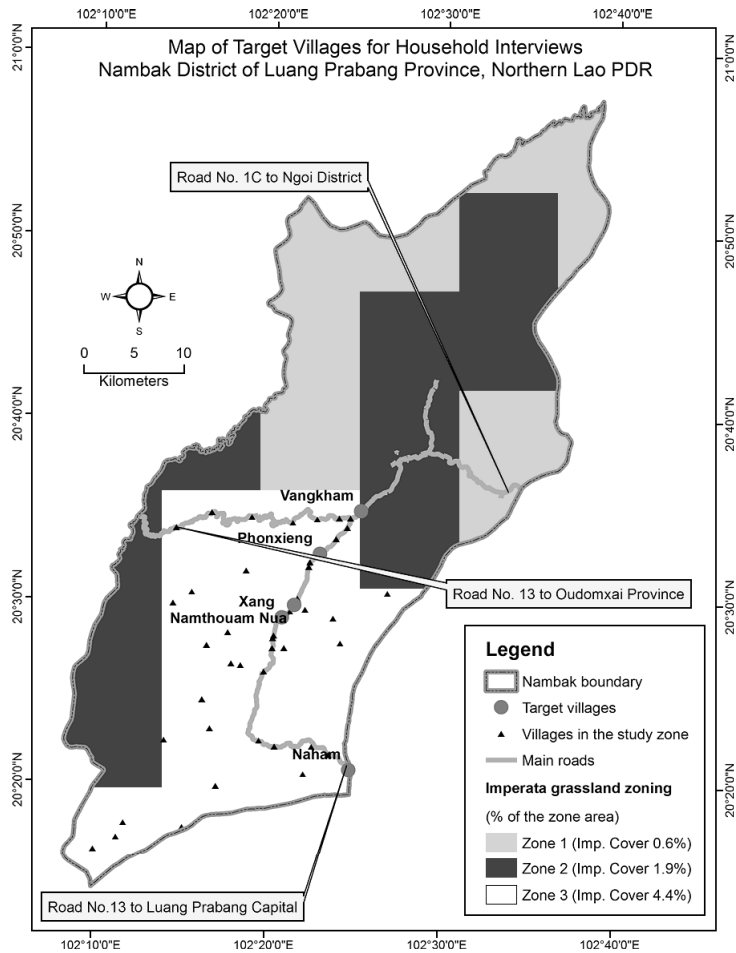 102°10'0"E
102°20'0"E
102°30'0"E
102°40'0"E
21°0'0"N
21°0'0"N
Map of Target Villages for Household Interviews
Nambak District of Luang Prabang Province, Northern Lao PDR
Road No. 1C to Ngoi District
20°50'0"N
20°50'0"N
N
W
E
S
0
5
10
Kilometers
20°40'0"N
20°40'0"N
Vangkham
Phonxieng
Road No. 13 to Oudomxai Province
20°30'0"N
20°30'0"N
Xang
Namthouam Nua
Naham
20°20'0"N
20°20'0"N
Legend
Nambak boundary
Target villages
Villages in the study zone
Main roads
Imperata grassland zoning
(% of the zone area)
Zone 1 (Imp. Cover 0.6%)
Zone 2 (Imp. Cover 1.9%)
Zone 3 (Imp. Cover 4.4%)
Road No.13 to Luang Prabang Capital
102°10'0"E
102°20'0"E
102°30'0"E
102°40'0"E